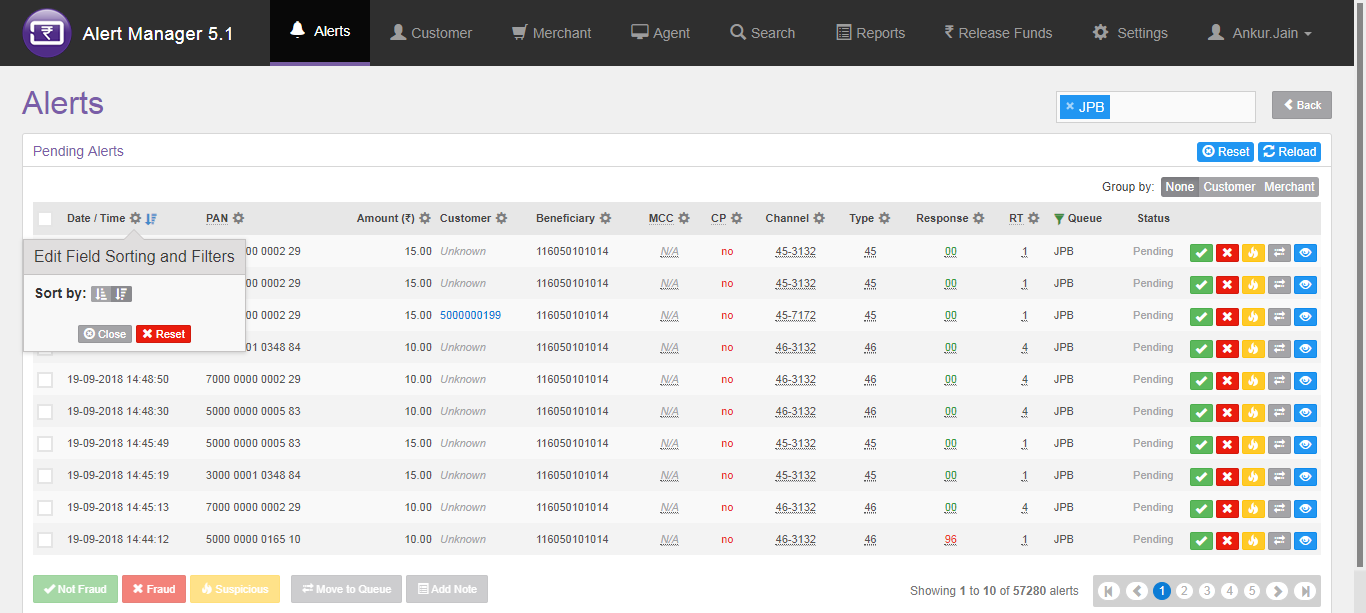 Alert Manager 5.1 Alerts Customer Merchant Agent Search Reports ₹ Release Funds Settings Ankur.Jain
Alerts
× JPB
Back
Pending Alerts
Reset Reload
Group by: None Customer Merchant
Date / Time PAN Amount (₹) Customer Beneficiary MCC CP Channel Type Response RT Queue Status
Edit Field Sorting and Filters
Sort by:
Close Reset
00 0002 29 15.00 Unknown 116050101014 N/A no 45-3132 45 00 1 JPB Pending
00 0002 29 15.00 Unknown 116050101014 N/A no 45-3132 45 00 1 JPB Pending
00 0002 29 15.00 5000000199 116050101014 N/A no 45-7172 45 00 1 JPB Pending
01 0348 84 10.00 Unknown 116050101014 N/A no 46-3132 46 00 4 JPB Pending
19-09-2018 14:48:50 7000 0000 0002 29 10.00 Unknown 116050101014 N/A no 46-3132 46 00 4 JPB Pending
19-09-2018 14:48:30 5000 0000 0005 83 10.00 Unknown 116050101014 N/A no 46-3132 46 00 4 JPB Pending
19-09-2018 14:45:49 5000 0000 0005 83 15.00 Unknown 116050101014 N/A no 45-3132 45 00 1 JPB Pending
19-09-2018 14:45:19 3000 0001 0348 84 15.00 Unknown 116050101014 N/A no 45-3132 45 00 1 JPB Pending
19-09-2018 14:45:13 7000 0000 0002 29 10.00 Unknown 116050101014 N/A no 46-3132 46 00 4 JPB Pending
19-09-2018 14:44:12 5000 0000 0165 10 10.00 Unknown 116050101014 N/A no 46-3132 46 96 1 JPB Pending
Not Fraud Fraud Suspicious Move to Queue Add Note Showing 1 to 10 of 57280 alerts 1 2 3 4 5